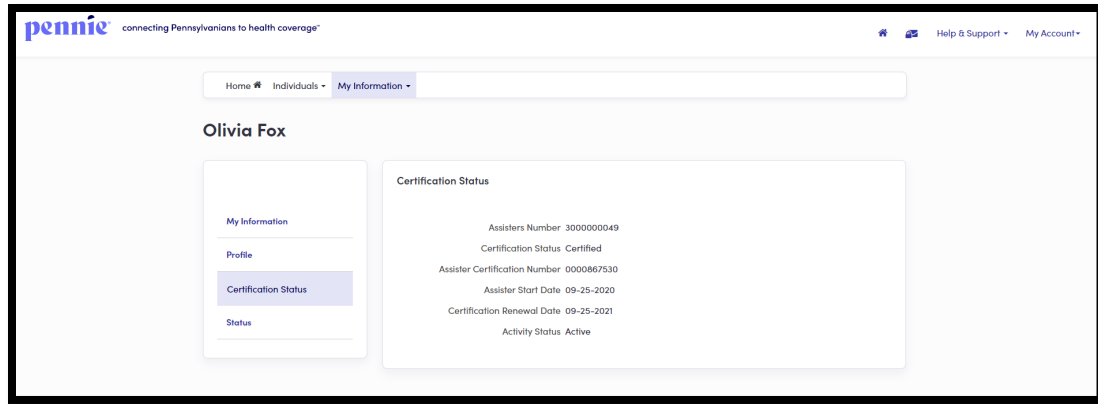 pennie connecting Pennsylvanians to health coverage™
Help & Support My Account
Home Individuals My Information
Olivia Fox
My Information
Profile
Certification Status
Status
Certification Status
Assisters Number 3000000049
Certification Status Certified
Assister Certification Number 0000867530
Assister Start Date 09-25-2020
Certification Renewal Date 09-25-2021
Activity Status Active